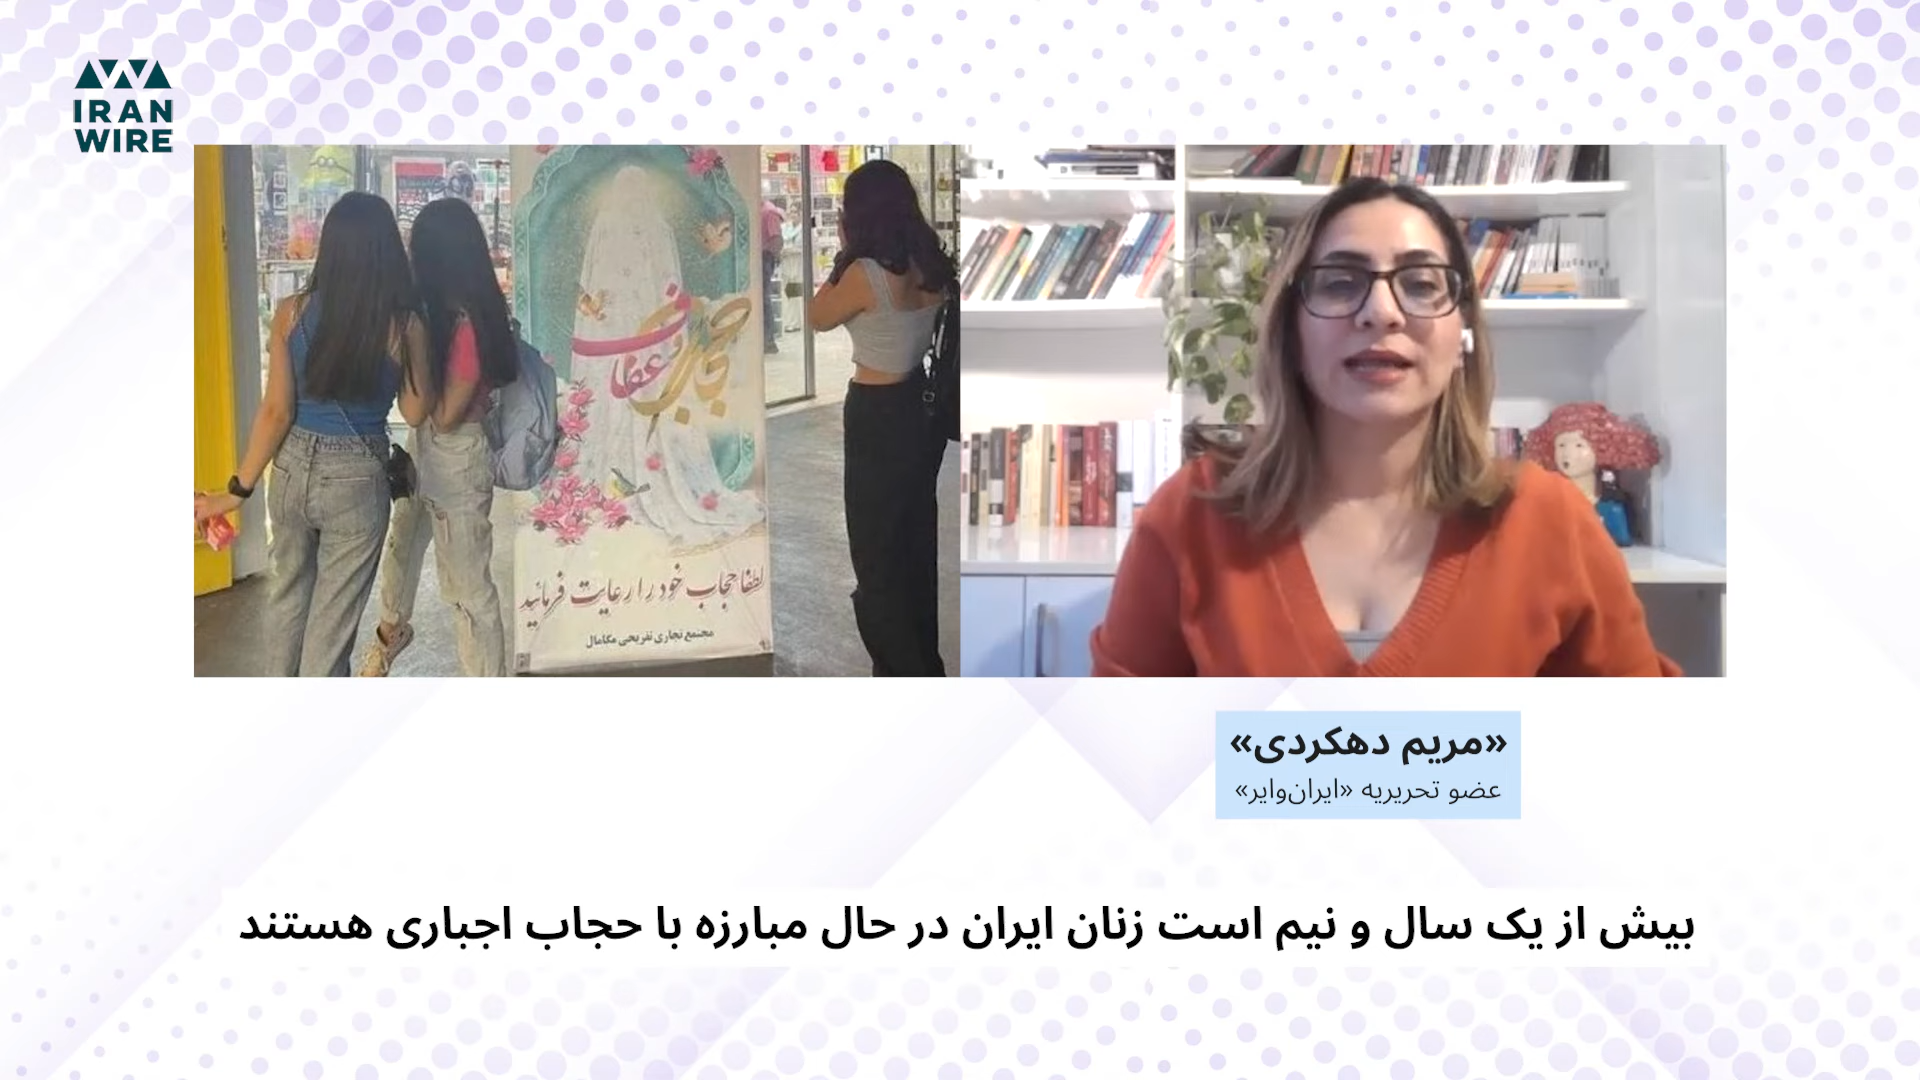 IRAN
WIRE
حجاب و عفاف
لطفا حجاب خود را رعایت فرمائید
مجتمع تجاری تفریحی مگامال
«مریم دهکردی»
عضو تحریریه «ایران‌وایر»
بیش از یک سال و نیم است زنان ایران در حال مبارزه با حجاب اجباری هستند